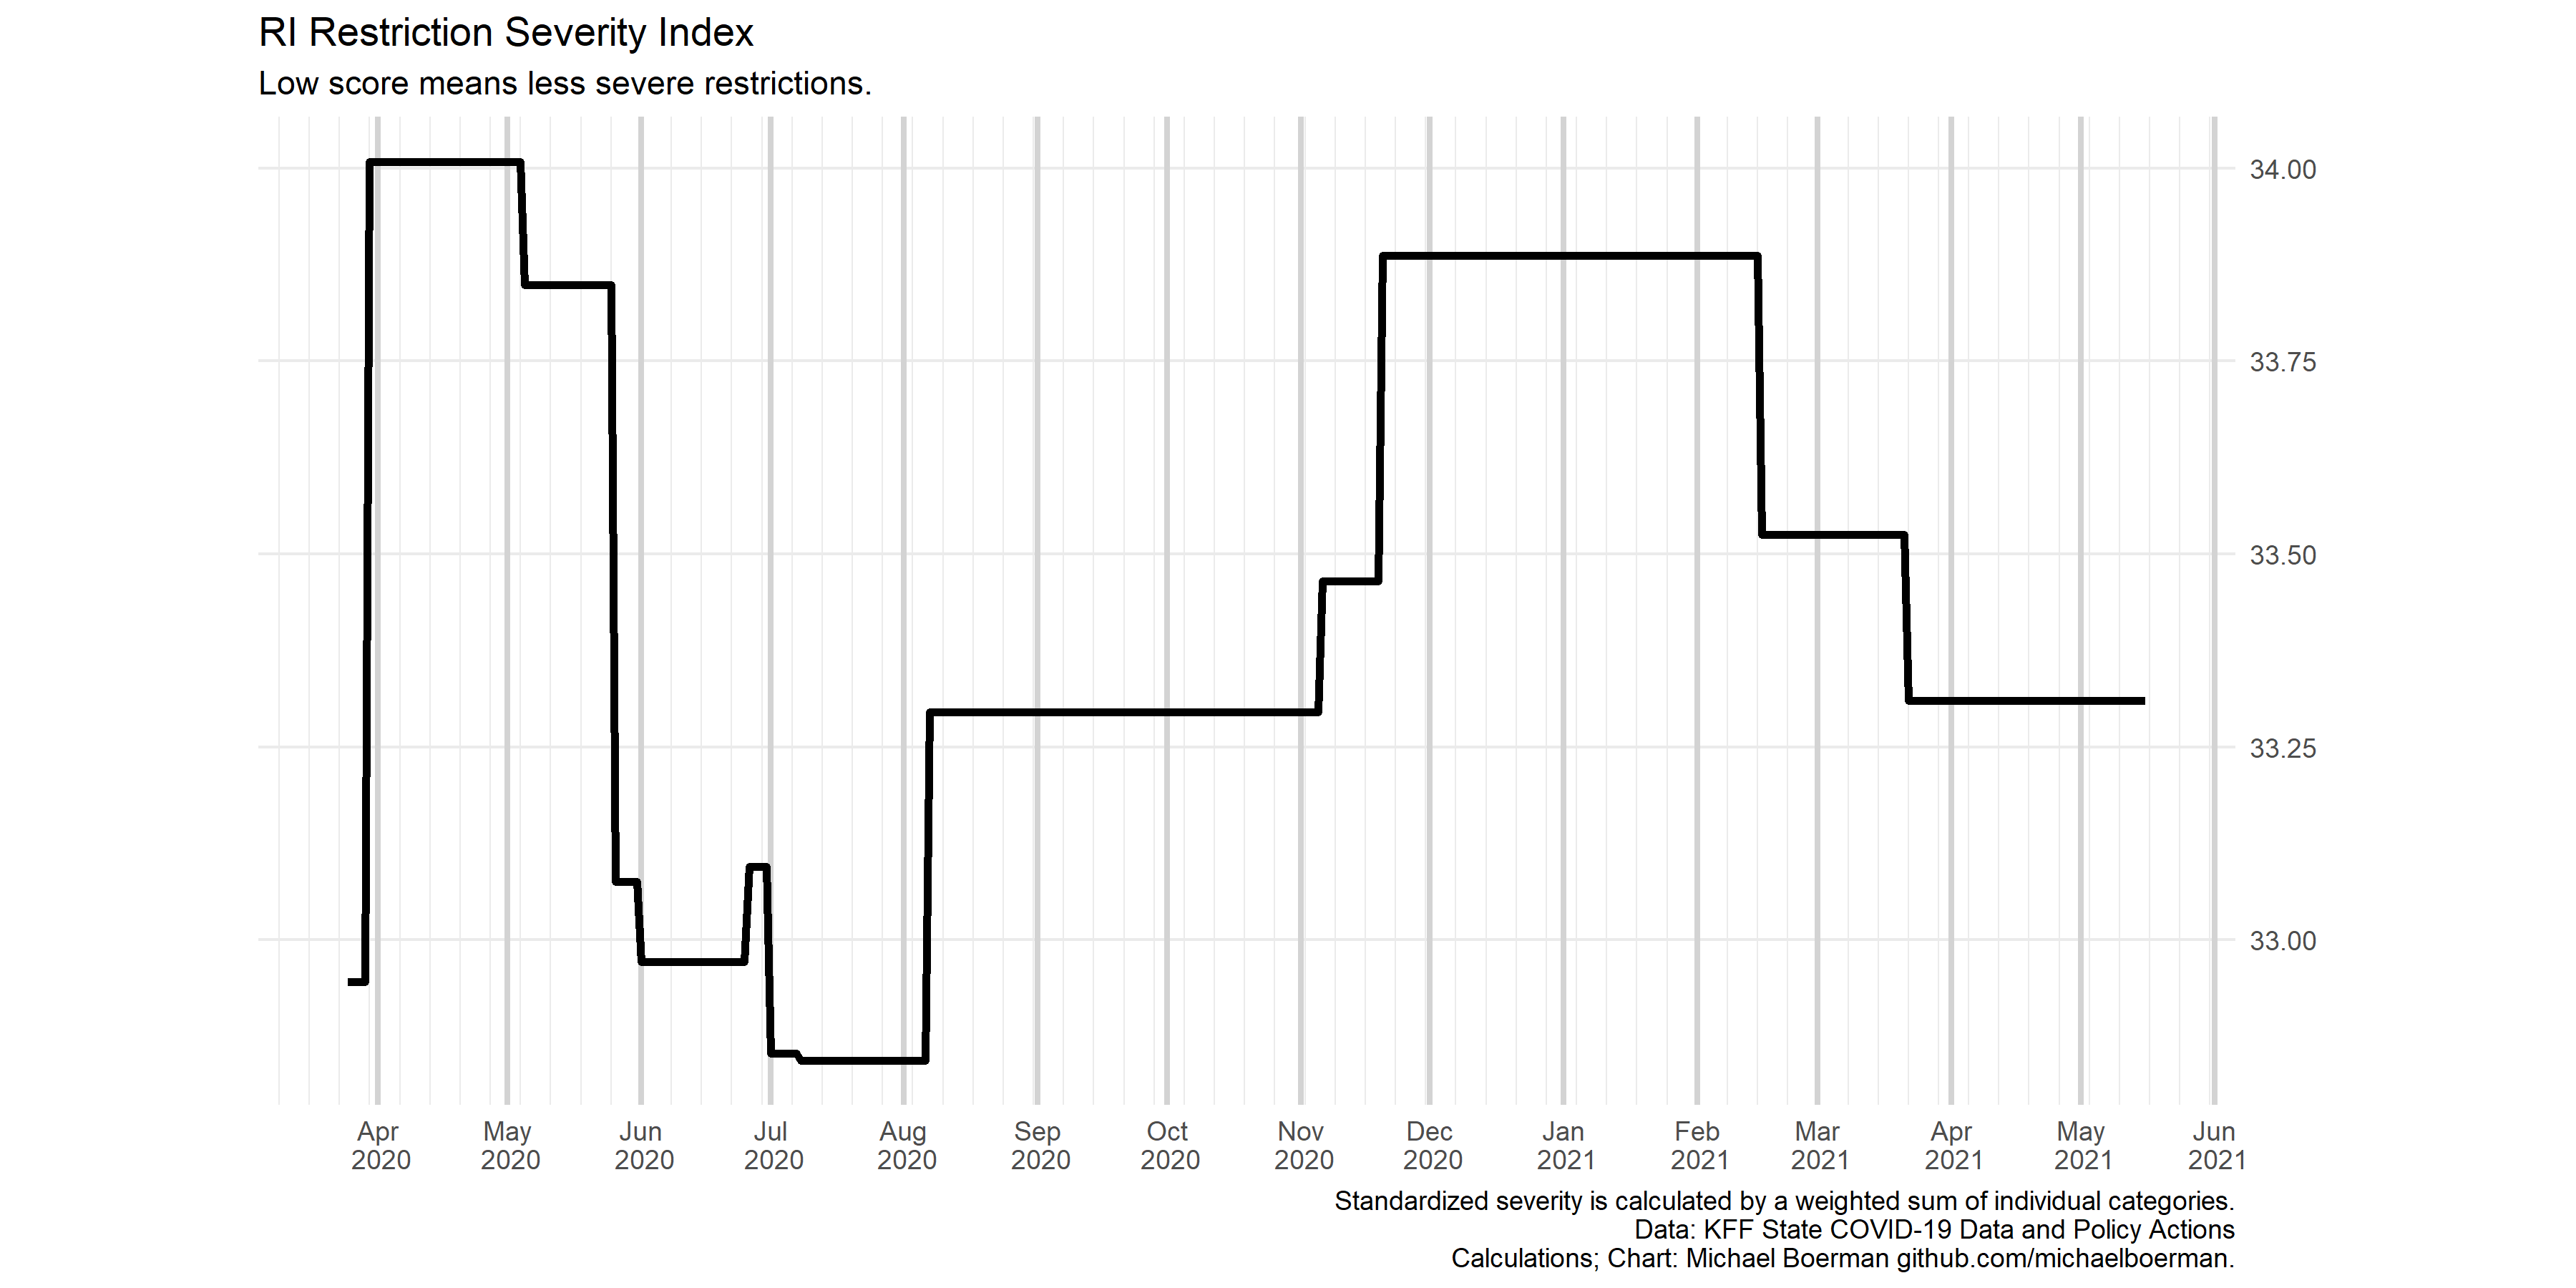 RI Restriction Severity Index
Low score means less severe restrictions.
34.00
33.75
33.50
33.25
33.00
Apr May Jun Jul Aug Sep Oct Nov Dec Jan Feb Mar Apr May Jun
2020 2020 2020 2020 2020 2020 2020 2020 2020 2021 2021 2021 2021 2021 2021
Standardized severity is calculated by a weighted sum of individual categories.
Data: KFF State COVID-19 Data and Policy Actions
Calculations; Chart: Michael Boerman github.com/michaelboerman.